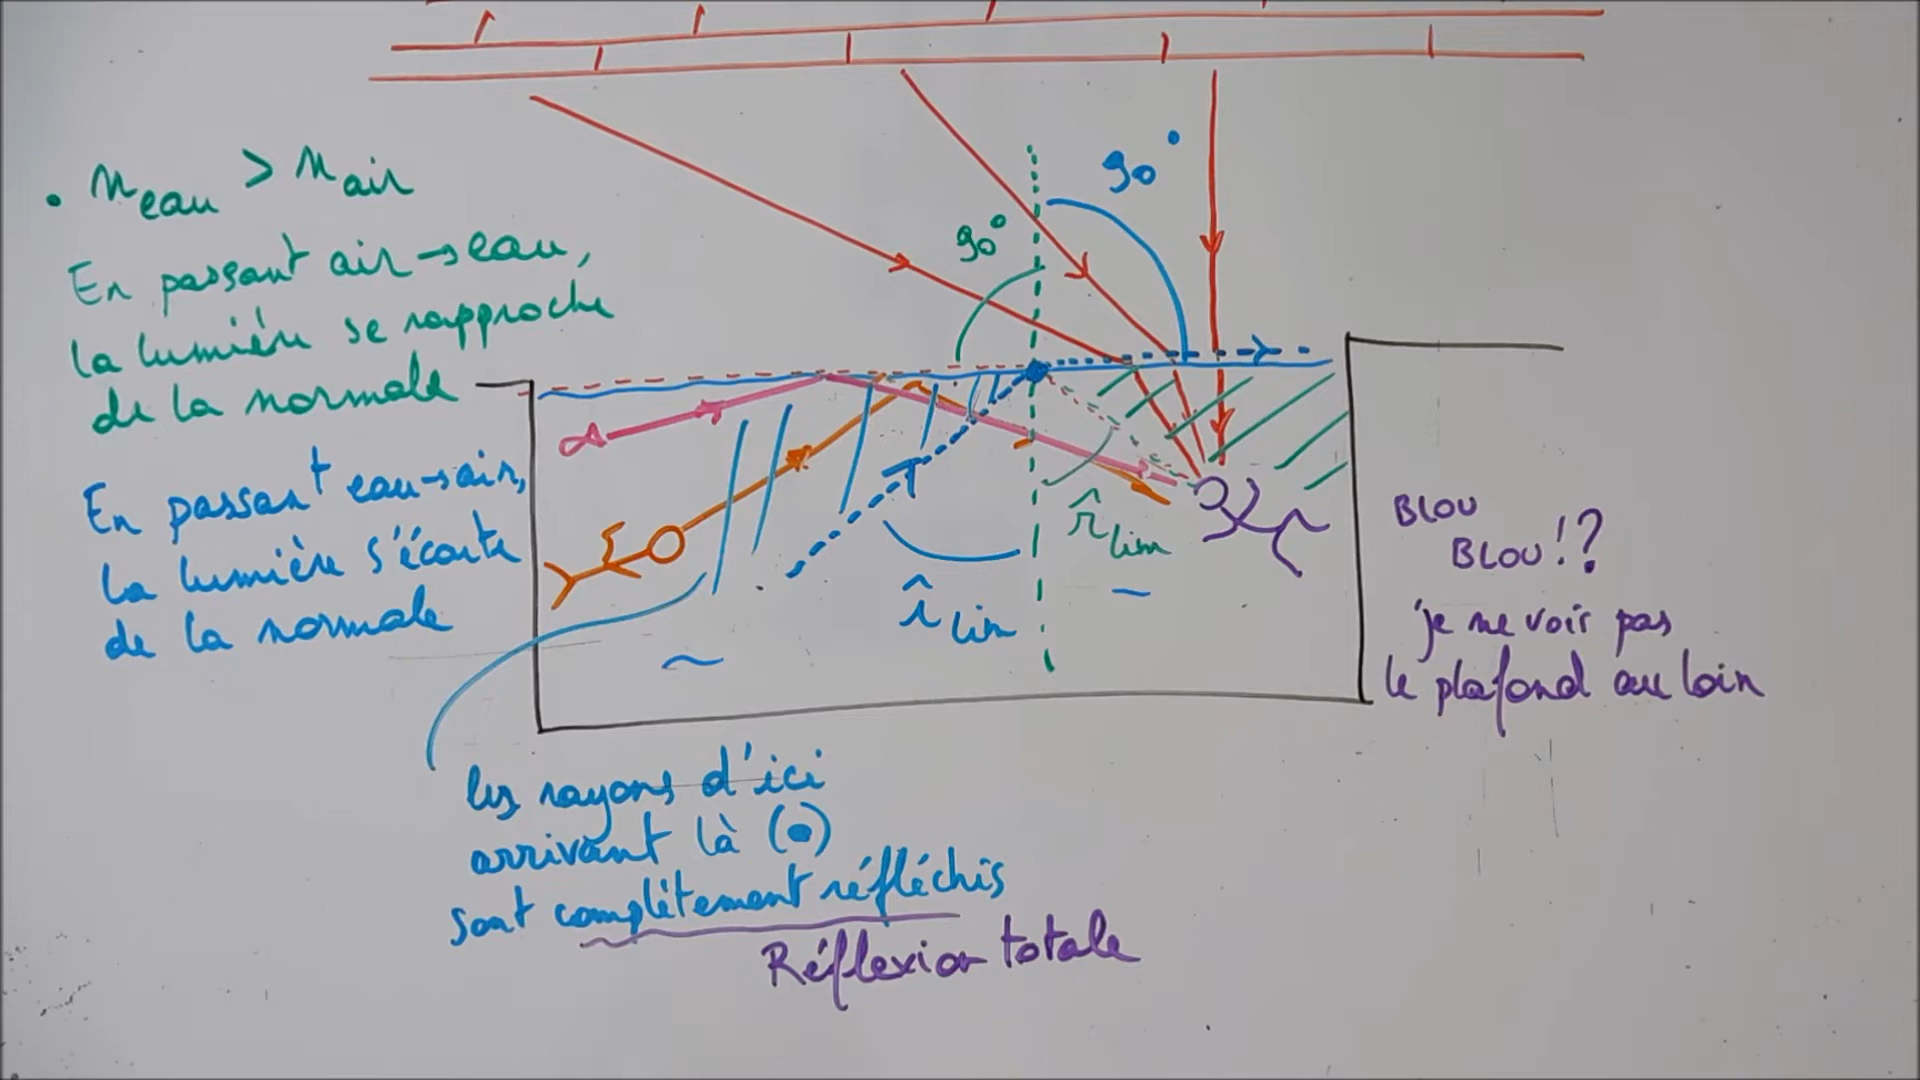 • n eau > n air
En passant air→eau,
la lumière se rapproche
de la normale
En passant eau→air,
la lumière s'écarte
de la normale
90°
90°
î lim
r̂ lim
BLOU
BLOU!?
je ne vois pas
le plafond au loin
les rayons d'ici
arrivant là (•)
sont complètement réfléchis
Réflexion totale